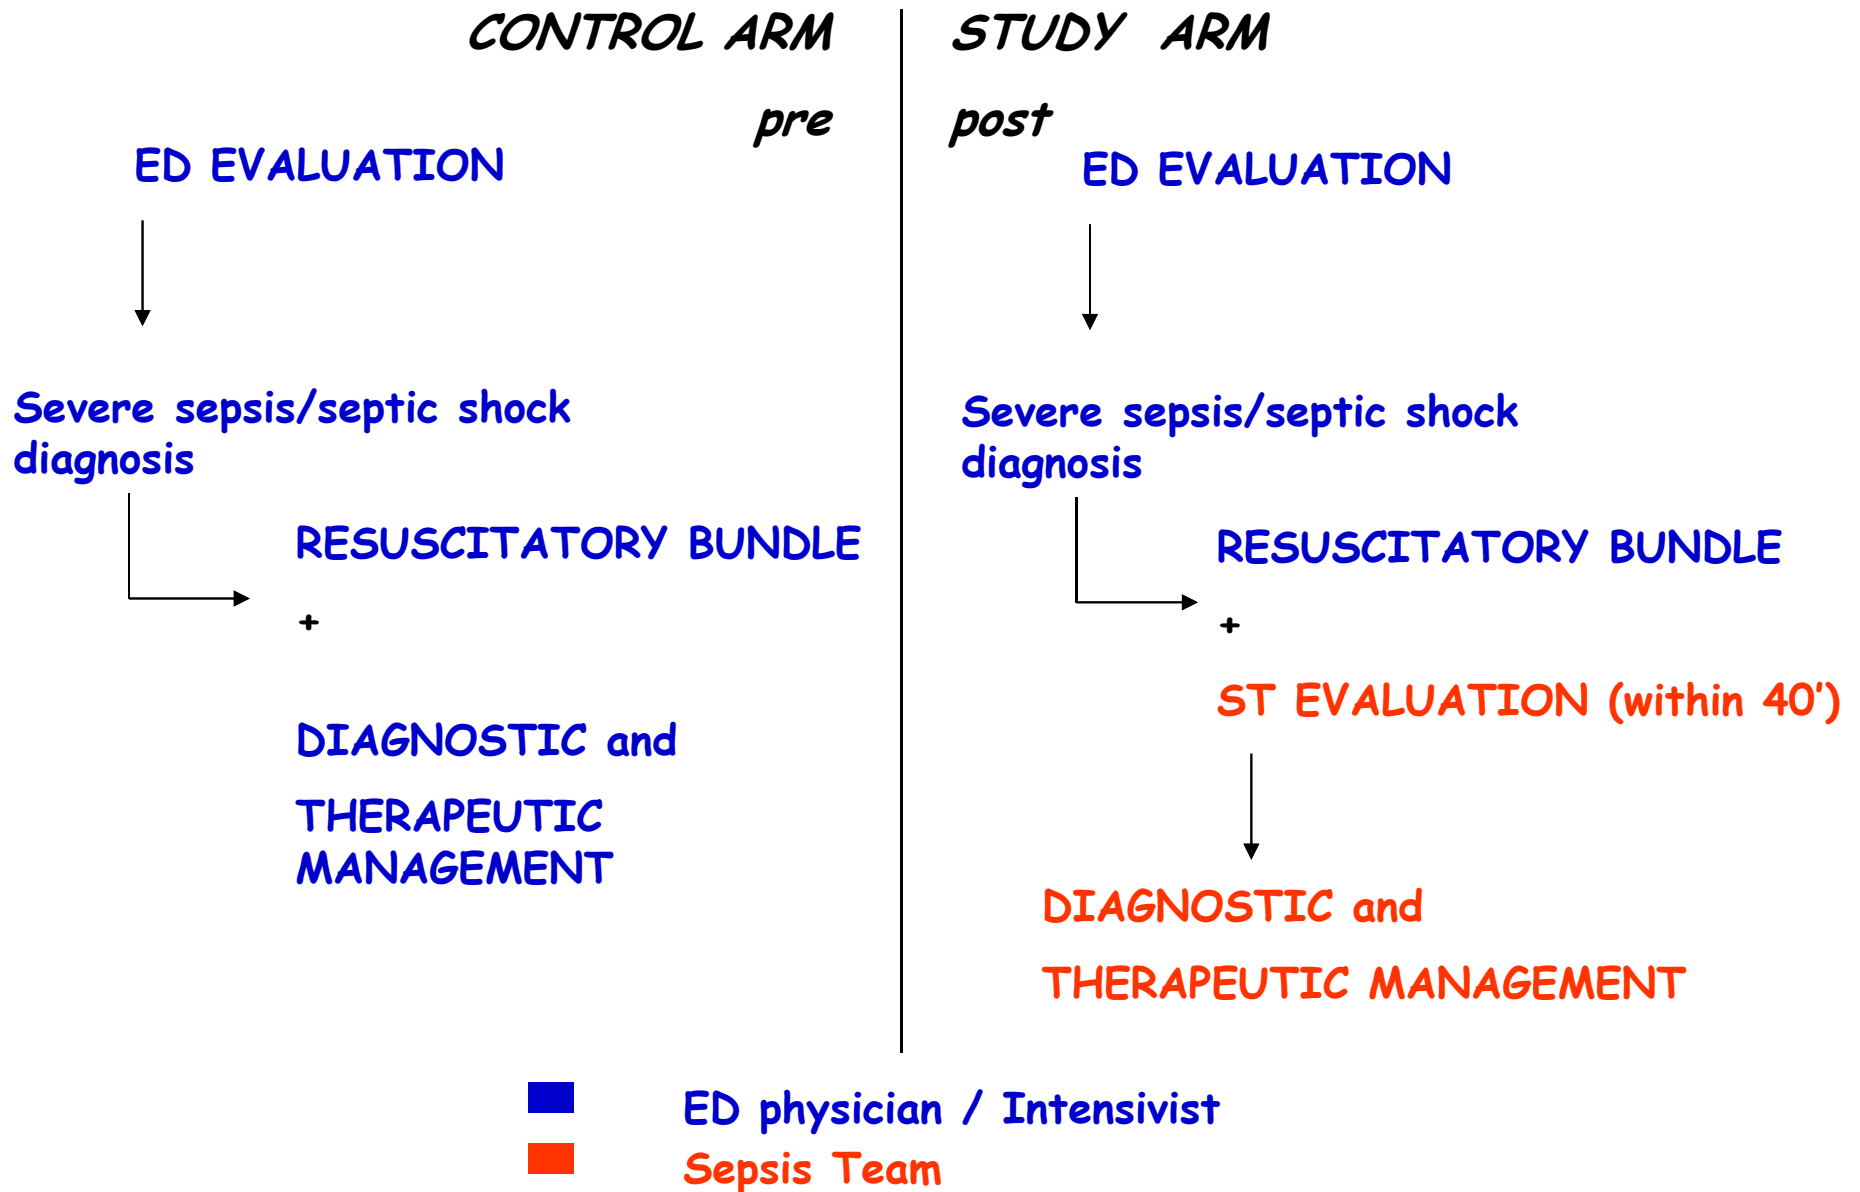 CONTROL ARM
pre
ED EVALUATION
Severe sepsis/septic shock
diagnosis
RESUSCITATORY BUNDLE
+
DIAGNOSTIC and
THERAPEUTIC
MANAGEMENT
STUDY ARM
post
ED EVALUATION
Severe sepsis/septic shock
diagnosis
RESUSCITATORY BUNDLE
+
ST EVALUATION (within 40')
DIAGNOSTIC and
THERAPEUTIC MANAGEMENT
ED physician / Intensivist
Sepsis Team